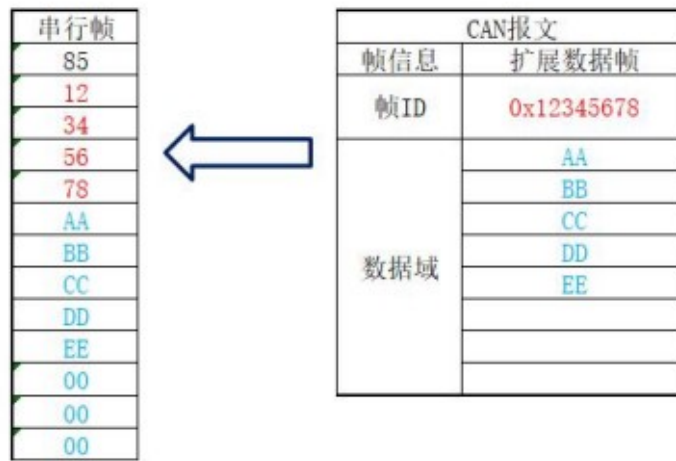 串行帧
85
12
34
56
78
AA
BB
CC
DD
EE
00
00
00
CAN报文
帧信息 扩展数据帧
帧ID 0x12345678
数据域
AA
BB
CC
DD
EE